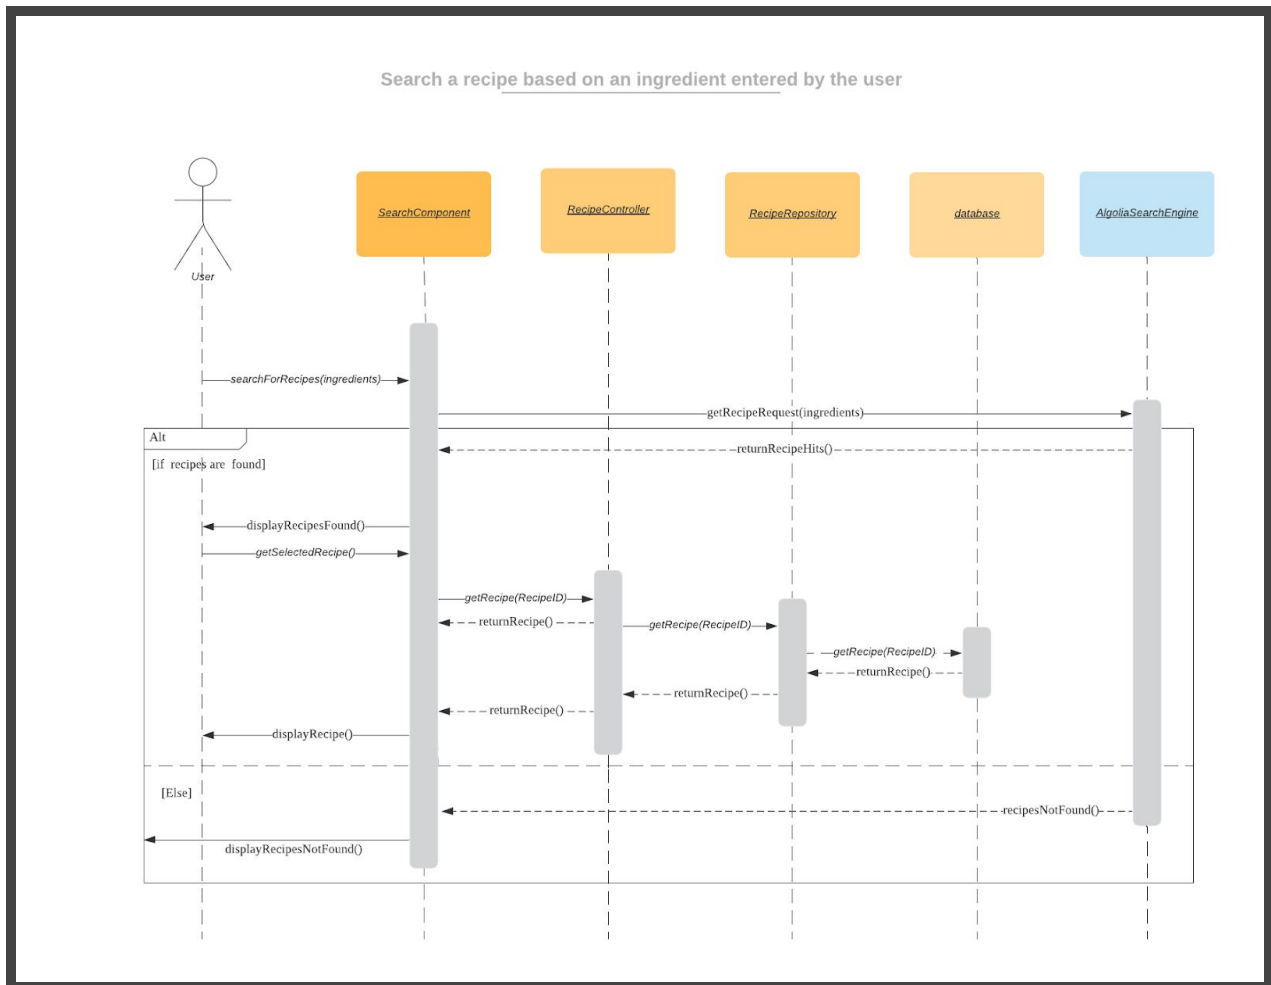 Search a recipe based on an ingredient entered by the user
User
SearchComponent
RecipeController
RecipeRepository
database
AlgoliaSearchEngine
searchForRecipes(ingredients)
getRecipeRequest(ingredients)
Alt
returnRecipeHits()
[if recipes are found]
displayRecipesFound()
getSelectedRecipe()
getRecipe(RecipeID)
returnRecipe()
getRecipe(RecipeID)
getRecipe(RecipeID)
returnRecipe()
returnRecipe()
returnRecipe()
displayRecipe()
[Else]
recipesNotFound()
displayRecipesNotFound()